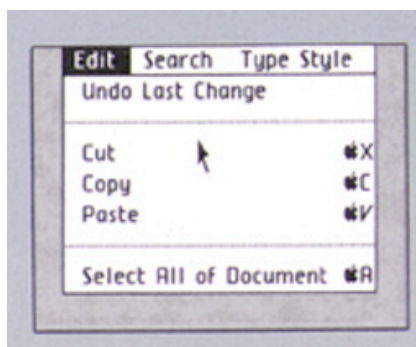 Edit Search Type Style
Undo Last Change
Cut X
Copy C
Paste V
Select All of Document A